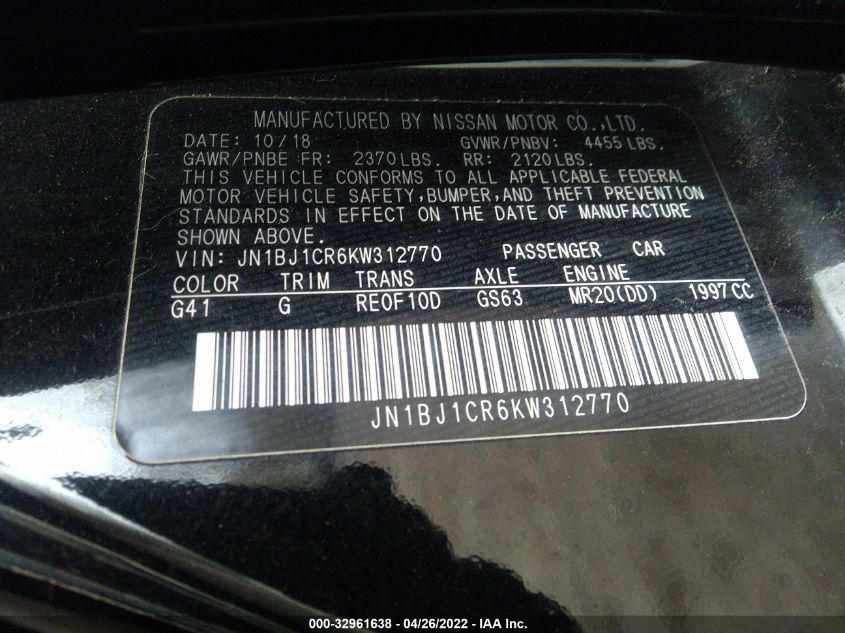 MANUFACTURED BY NISSAN MOTOR CO.,LTD.
DATE: 10/18 GVWR/PNBV: 4455 LBS.
GAWR/PNBE FR: 2370 LBS. RR: 2120 LBS.
THIS VEHICLE CONFORMS TO ALL APPLICABLE FEDERAL
MOTOR VEHICLE SAFETY,BUMPER,AND THEFT PREVENTION
STANDARDS IN EFFECT ON THE DATE OF MANUFACTURE
SHOWN ABOVE.
VIN: JN1BJ1CR6KW312770 PASSENGER CAR
COLOR TRIM TRANS AXLE ENGINE
G41 G RE0F10D GS63 MR20(DD) 1997 CC
JN1BJ1CR6KW312770
000-32961638 - 04/26/2022 - IAA Inc.